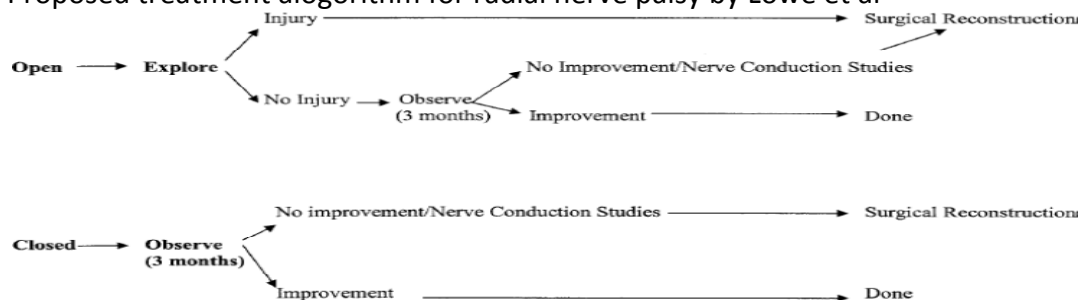 Proposed treatment alogorithm for radial nerve palsy by Lowe et al
Injury Surgical Reconstruction
Open Explore No Improvement/Nerve Conduction Studies
No Injury Observe
(3 months) Improvement Done
No improvement/Nerve Conduction Studies Surgical Reconstruction
Closed Observe
(3 months)
Improvement Done